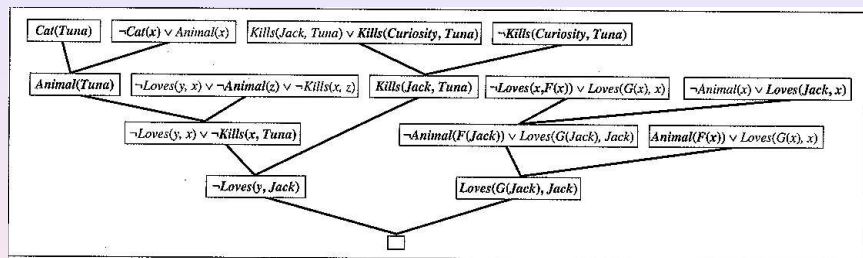 Cat(Tuna) ¬Cat(x) ∨ Animal(x) Kills(Jack, Tuna) ∨ Kills(Curiosity, Tuna) ¬Kills(Curiosity, Tuna)
Animal(Tuna) ¬Loves(y, x) ∨ ¬Animal(z) ∨ ¬Kills(x, z) Kills(Jack, Tuna) ¬Loves(x,F(x)) ∨ Loves(G(x), x) ¬Animal(x) ∨ Loves(Jack, x)
¬Loves(y, x) ∨ ¬Kills(x, Tuna) ¬Animal(F(Jack)) ∨ Loves(G(Jack), Jack) Animal(F(x)) ∨ Loves(G(x), x)
¬Loves(y, Jack) Loves(G(Jack), Jack)